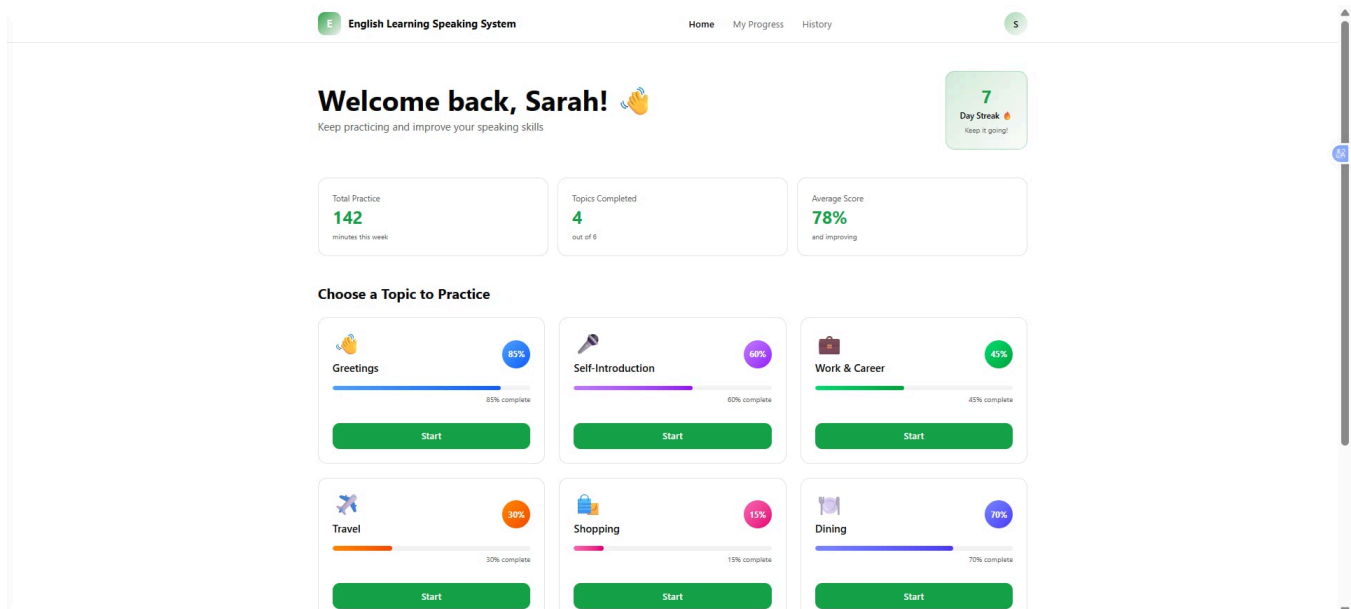 E English Learning Speaking System Home My Progress History S
Welcome back, Sarah!
Keep practicing and improve your speaking skills
7
Day Streak
Keep it going!
Total Practice
142
minutes this week
Topics Completed
4
out of 6
Average Score
78%
and improving
Choose a Topic to Practice
Greetings
85%
85% complete
Start
Self-Introduction
60%
60% complete
Start
Work & Career
45%
45% complete
Start
Travel
30%
30% complete
Start
Shopping
15%
15% complete
Start
Dining
70%
70% complete
Start